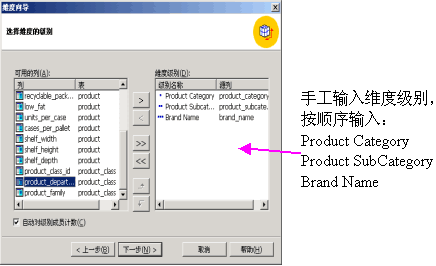 维度向导
选择维度的级别
可用的列(A):
列 表
recyclable_pack... product
low_fat product
units_per_case product
cases_per_pallet product
shelf_width product
shelf_height product
shelf_depth product
product_class_id product_class
product_depart... product_class
product_family product_class
> < >> <<
维度级别(D):
级别名称 源列
Product Category product_category
Product Subcat... product_subcate...
Brand Name brand_name
自动对级别成员计数(C)
< 上一步(B) 下一步(N) > 取消 帮助(H)
手工输入维度级别，
按顺序输入：
Product Category
Product SubCategory
Brand Name